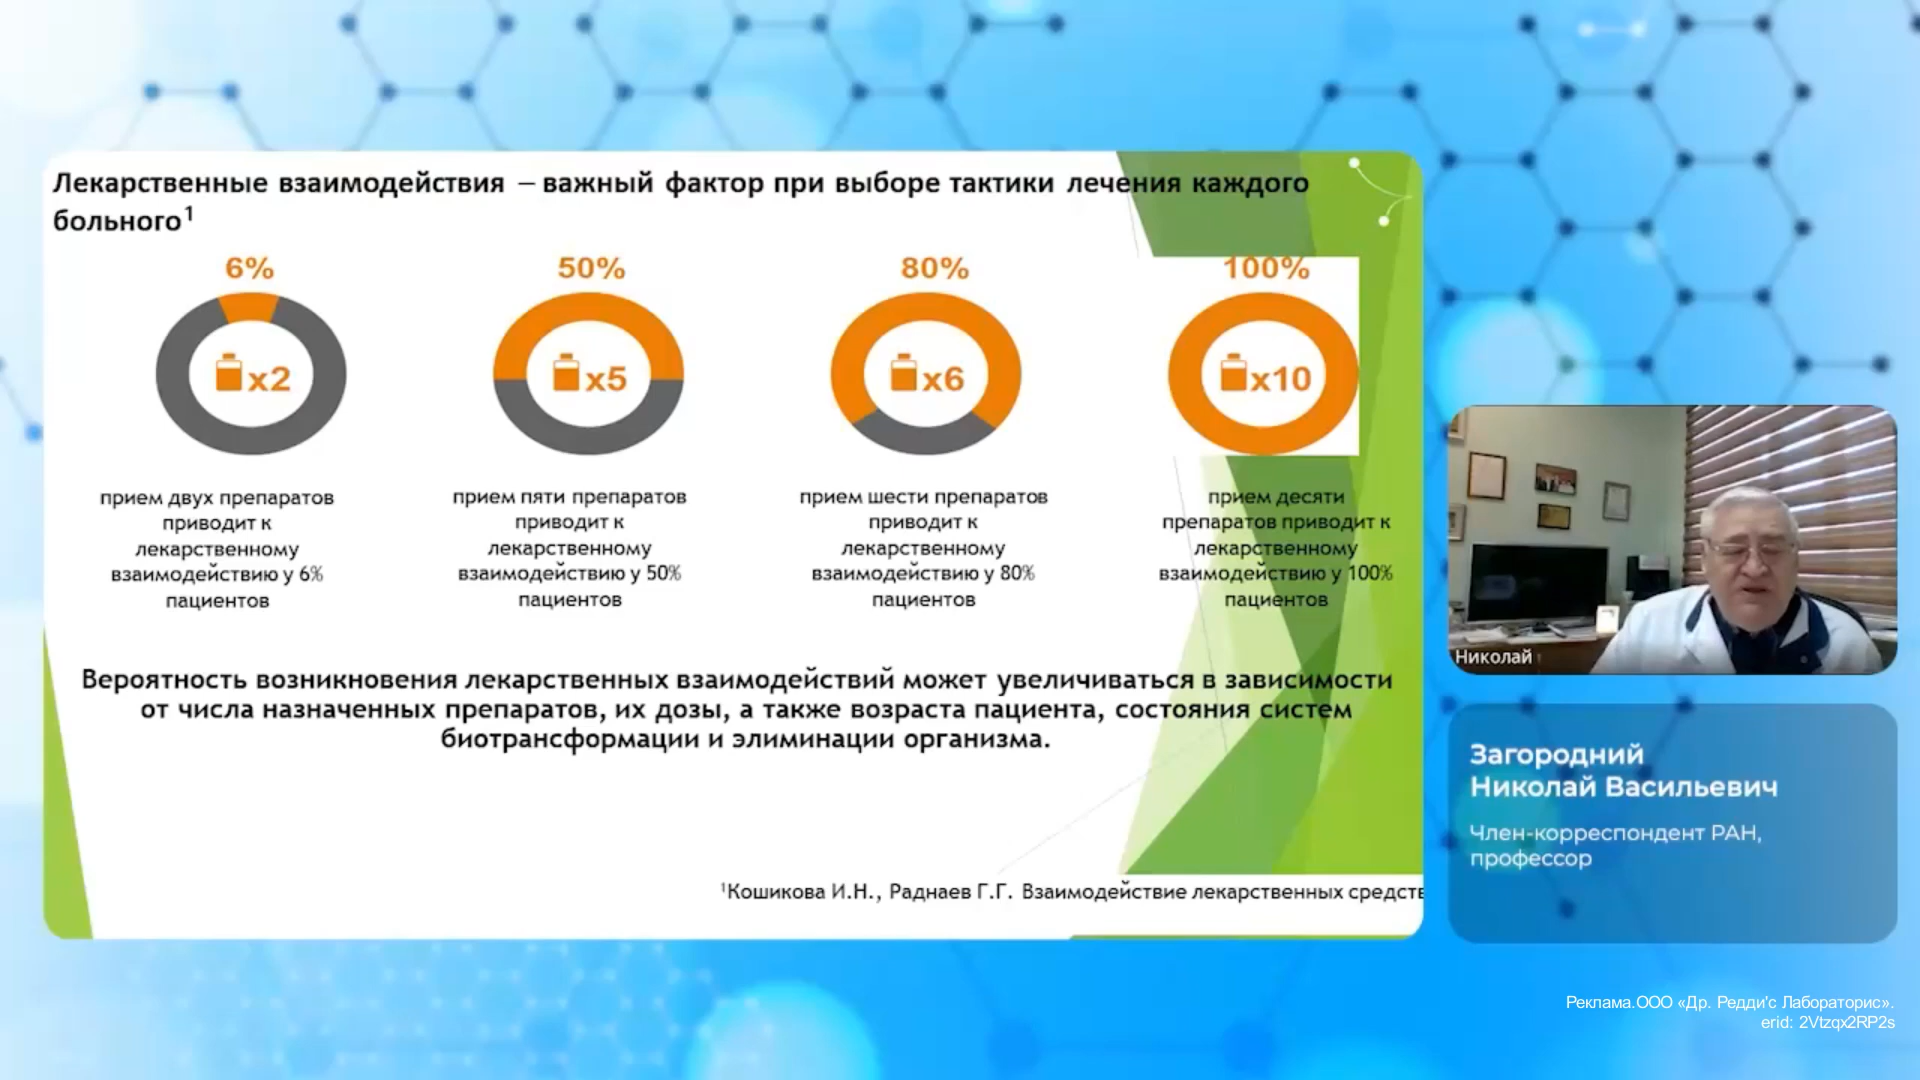 Лекарственные взаимодействия – важный фактор при выборе тактики лечения каждого
больного¹
6%
50%
80%
100%
x2
x5
x6
x10
прием двух препаратов
приводит к
лекарственному
взаимодействию у 6%
пациентов
прием пяти препаратов
приводит к
лекарственному
взаимодействию у 50%
пациентов
прием шести препаратов
приводит к
лекарственному
взаимодействию у 80%
пациентов
прием десяти
препаратов приводит к
лекарственному
взаимодействию у 100%
пациентов
Вероятность возникновения лекарственных взаимодействий может увеличиваться в зависимости
от числа назначенных препаратов, их дозы, а также возраста пациента, состояния систем
биотрансформации и элиминации организма.
¹Кошикова И.Н., Раднаев Г.Г. Взаимодействие лекарственных средств
Николай
Загородний
Николай Васильевич
Член-корреспондент РАН,
профессор
Реклама.ООО «Др. Редди'с Лабораторис».
erid: 2Vtzqx2RP2s